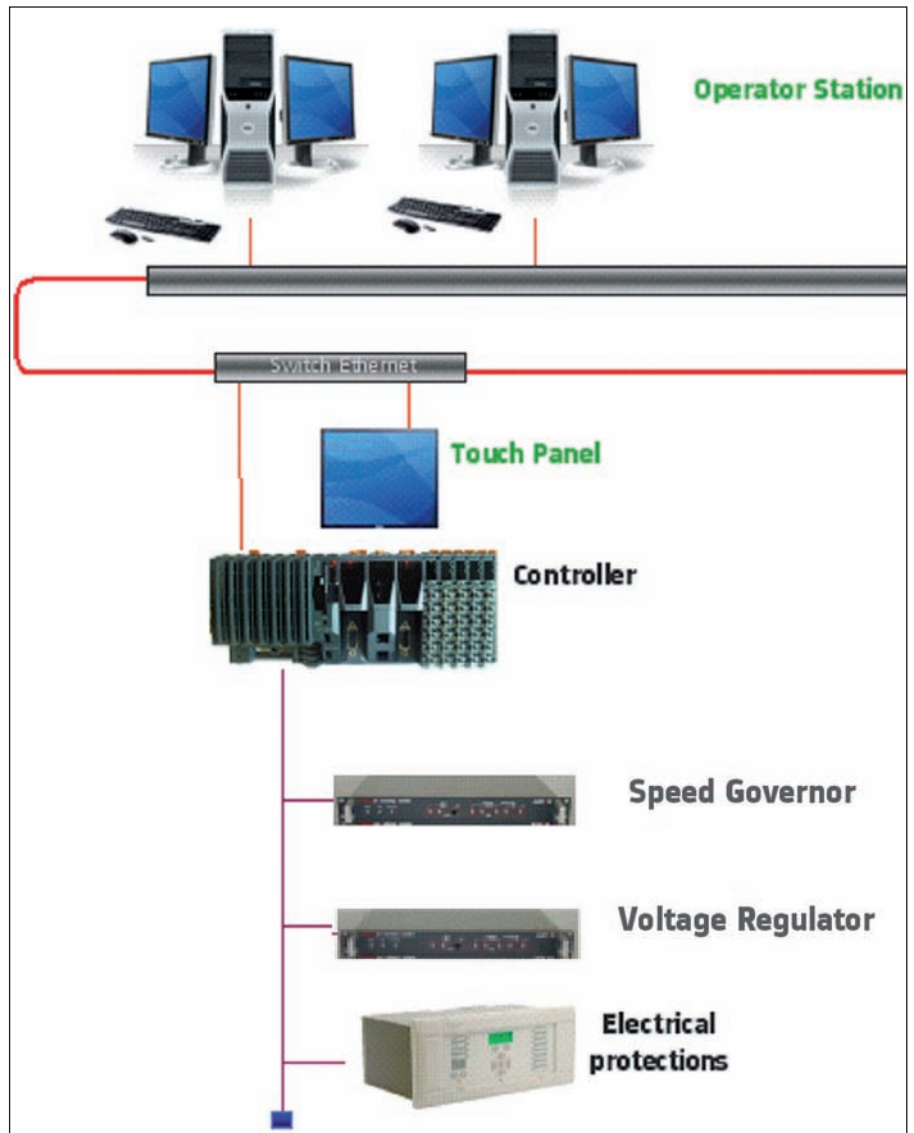 Operator Station
Switch Ethernet
Touch Panel
Controller
Speed Governor
Voltage Regulator
Electrical
protections